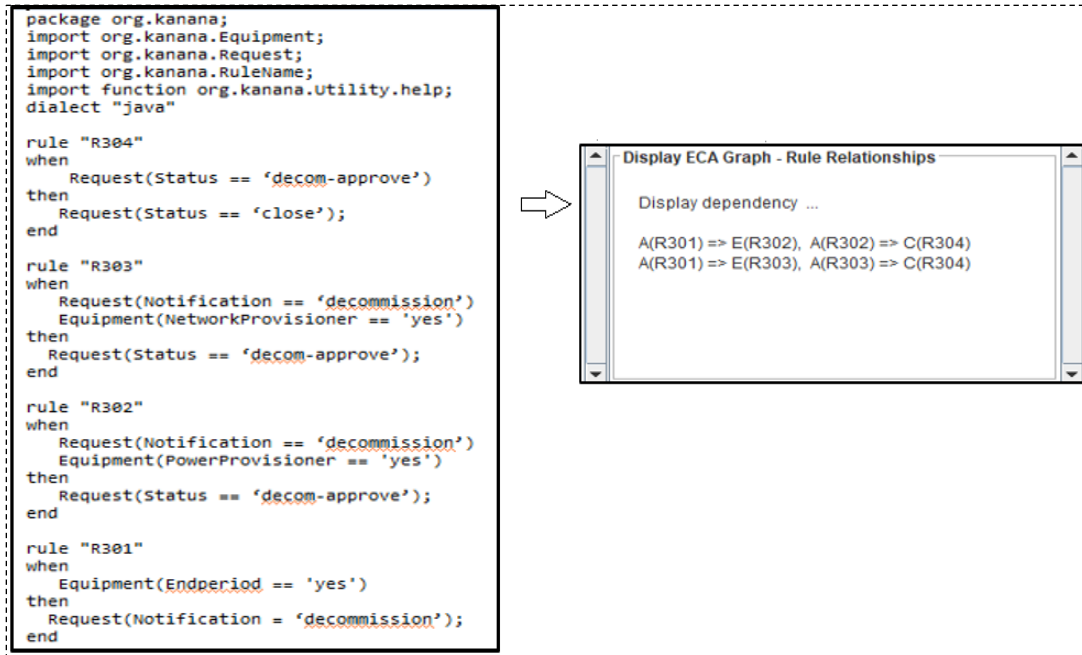 package org.kanana;
import org.kanana.Equipment;
import org.kanana.Request;
import org.kanana.RuleName;
import function org.kanana.Utility.help;
dialect "java"
rule "R304"
when
Request(Status == ‘decom-approve’)
then
Request(Status == ‘close’);
end
rule "R303"
when
Request(Notification == ‘decommission’)
Equipment(NetworkProvisioner == 'yes')
then
Request(Status == ‘decom-approve’);
end
rule "R302"
when
Request(Notification == ‘decommission’)
Equipment(PowerProvisioner == 'yes')
then
Request(Status == ‘decom-approve’);
end
rule "R301"
when
Equipment(Endperiod == 'yes')
then
Request(Notification = ‘decommission’);
end
Display ECA Graph - Rule Relationships
Display dependency ...
A(R301) => E(R302), A(R302) => C(R304)
A(R301) => E(R303), A(R303) => C(R304)